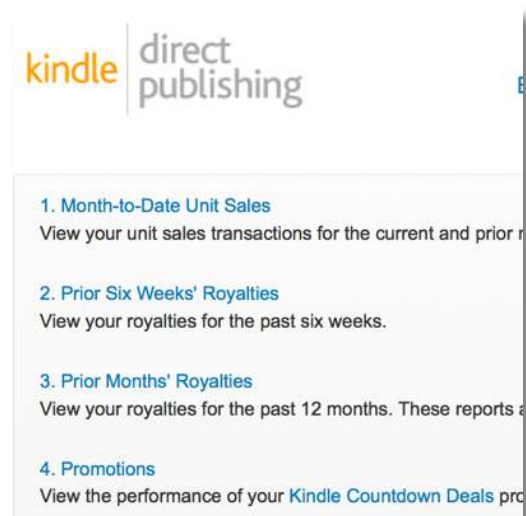 kindle direct publishing
1. Month-to-Date Unit Sales
View your unit sales transactions for the current and prior
2. Prior Six Weeks' Royalties
View your royalties for the past six weeks.
3. Prior Months' Royalties
View your royalties for the past 12 months. These reports
4. Promotions
View the performance of your Kindle Countdown Deals